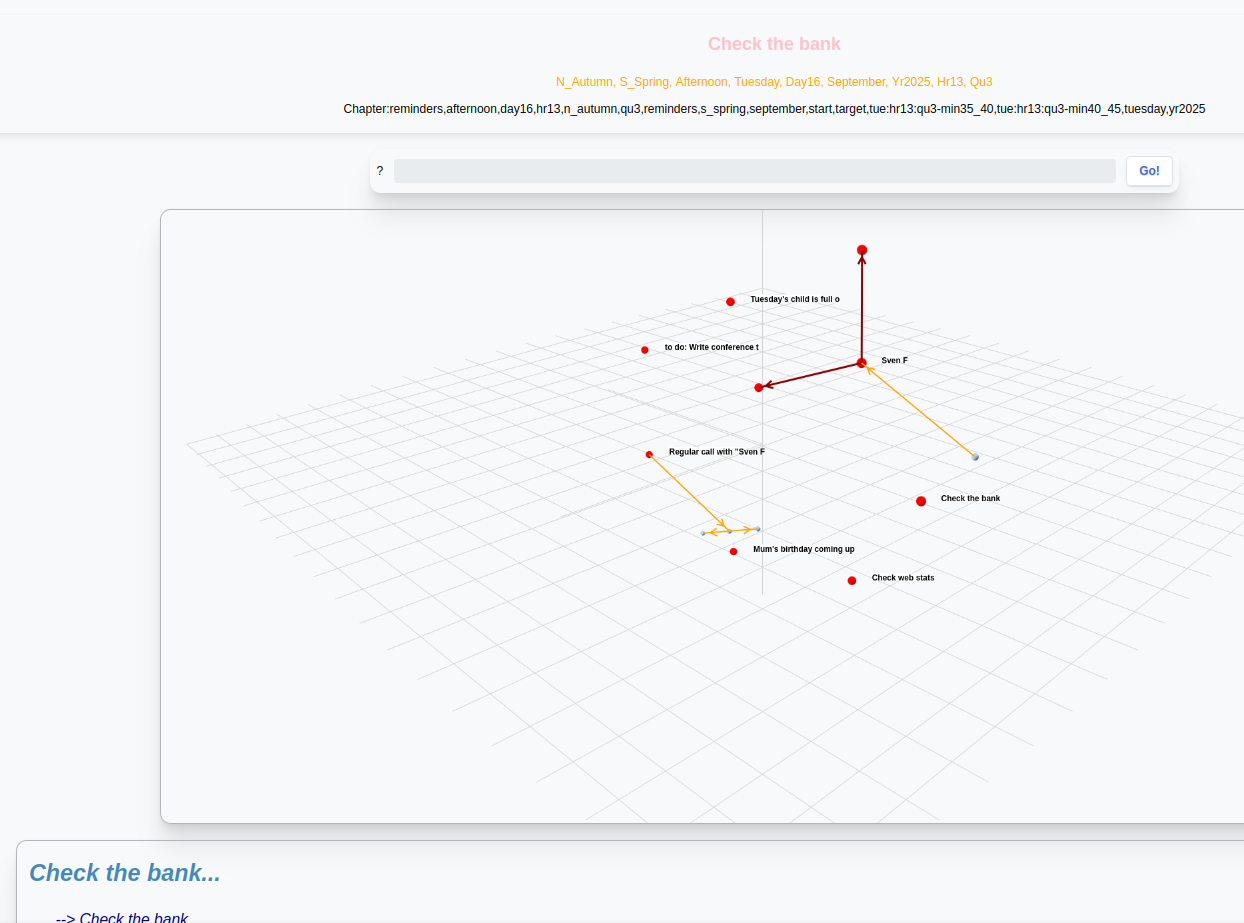 Check the bank
N_Autumn, S_Spring, Afternoon, Tuesday, Day16, September, Yr2025, Hr13, Qu3
Chapter:reminders,afternoon,day16,hr13,n_autumn,qu3,reminders,s_spring,september,start,target,tue:hr13:qu3-min35_40,tue:hr13:qu3-min40_45,tuesday,yr2025
? Go!
Tuesday's child is full o
to do: Write conference t
Sven F
Regular call with "Sven F
Check the bank
Mum's birthday coming up
Check web stats
Check the bank...
--> Check the bank